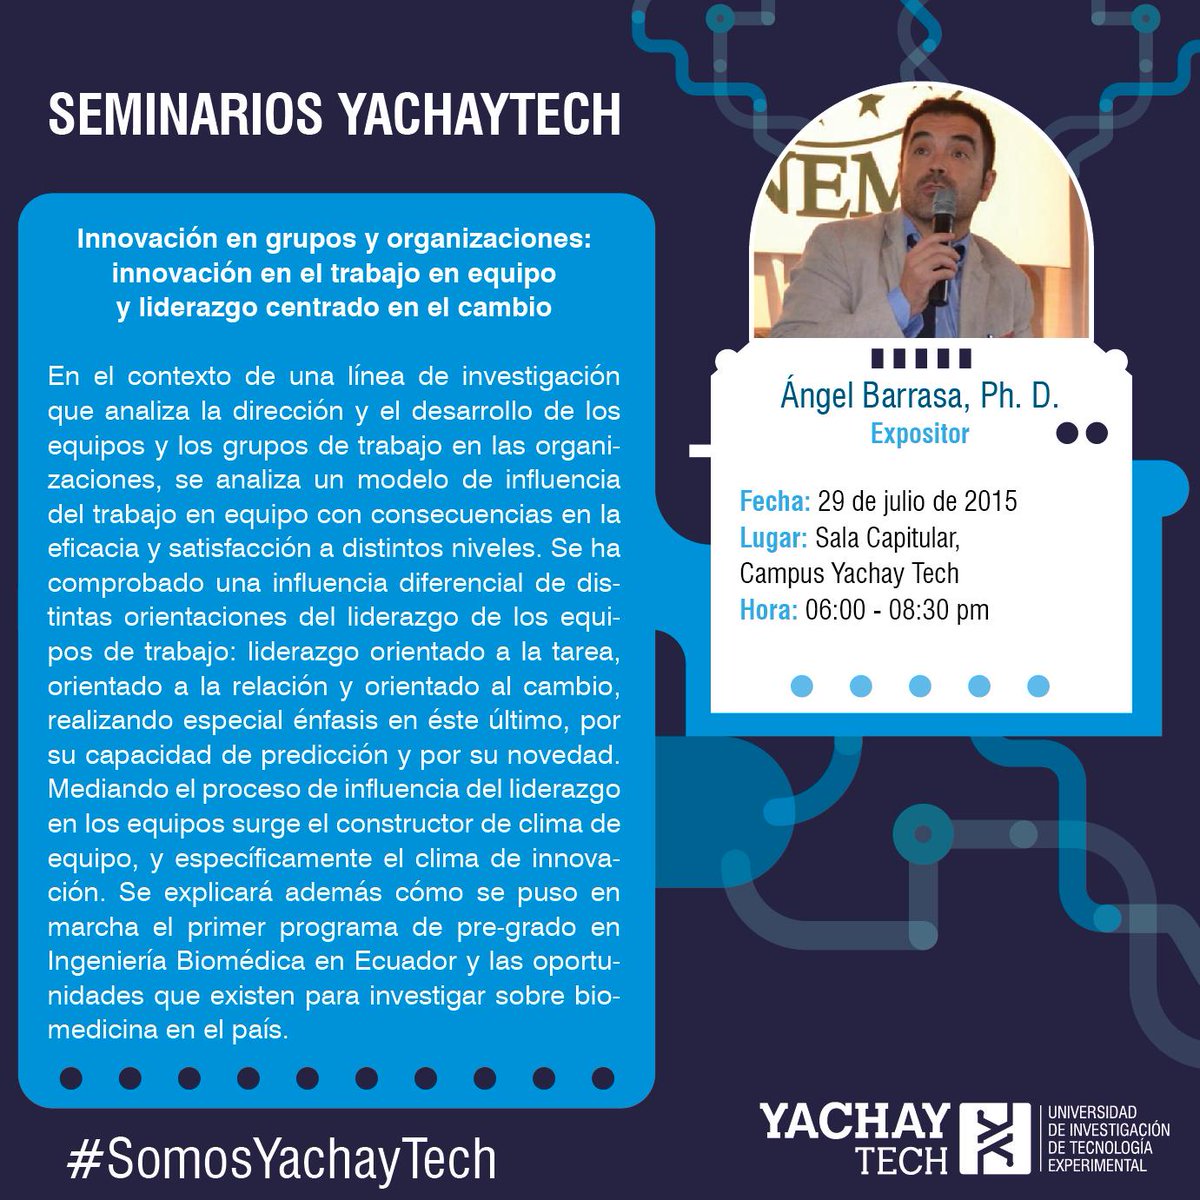 SEMINARIOS YACHAYTECH
Innovación en grupos y organizaciones:
innovación en el trabajo en equipo
y liderazgo centrado en el cambio
En el contexto de una línea de investigación
que analiza la dirección y el desarrollo de los
equipos y los grupos de trabajo en las organi-
zaciones, se analiza un modelo de influencia
del trabajo en equipo con consecuencias en la
eficacia y satisfacción a distintos niveles. Se ha
comprobado una influencia diferencial de dis-
tintas orientaciones del liderazgo de los equi-
pos de trabajo: liderazgo orientado a la tarea,
orientado a la relación y orientado al cambio,
realizando especial énfasis en éste último, por
su capacidad de predicción y por su novedad.
Mediando el proceso de influencia del liderazgo
en los equipos surge el constructor de clima de
equipo, y específicamente el clima de innova-
ción. Se explicará además cómo se puso en
marcha el primer programa de pre-grado en
Ingeniería Biomédica en Ecuador y las oportu-
nidades que existen para investigar sobre bio-
medicina en el país.
#SomosYachayTech
NEM
Ángel Barrasa, Ph. D.
Expositor
Fecha: 29 de julio de 2015
Lugar: Sala Capitular,
Campus Yachay Tech
Hora: 06:00 - 08:30 pm
YACHAY
TECH
UNIVERSIDAD
DE INVESTIGACIÓN
DE TECNOLOGÍA
EXPERIMENTAL